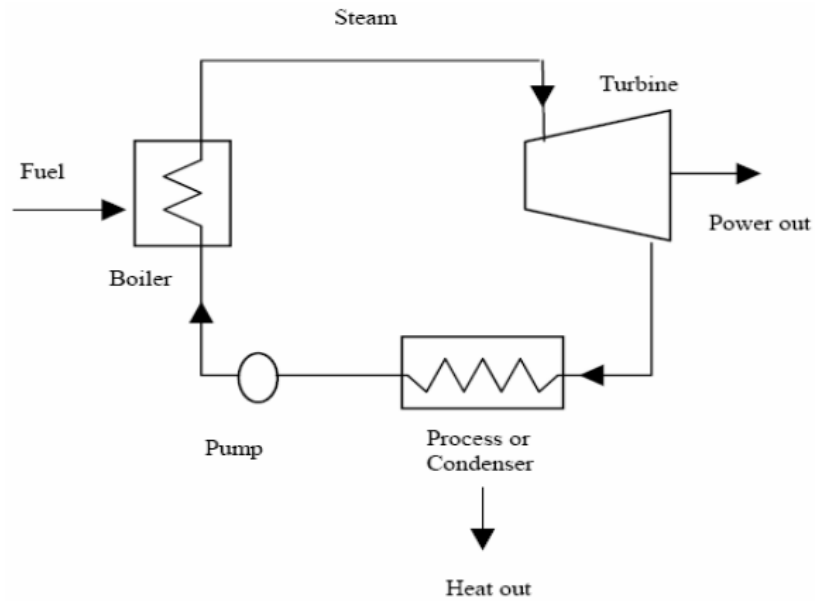 Steam
Turbine
Fuel
Power out
Boiler
Pump
Process or
Condenser
Heat out